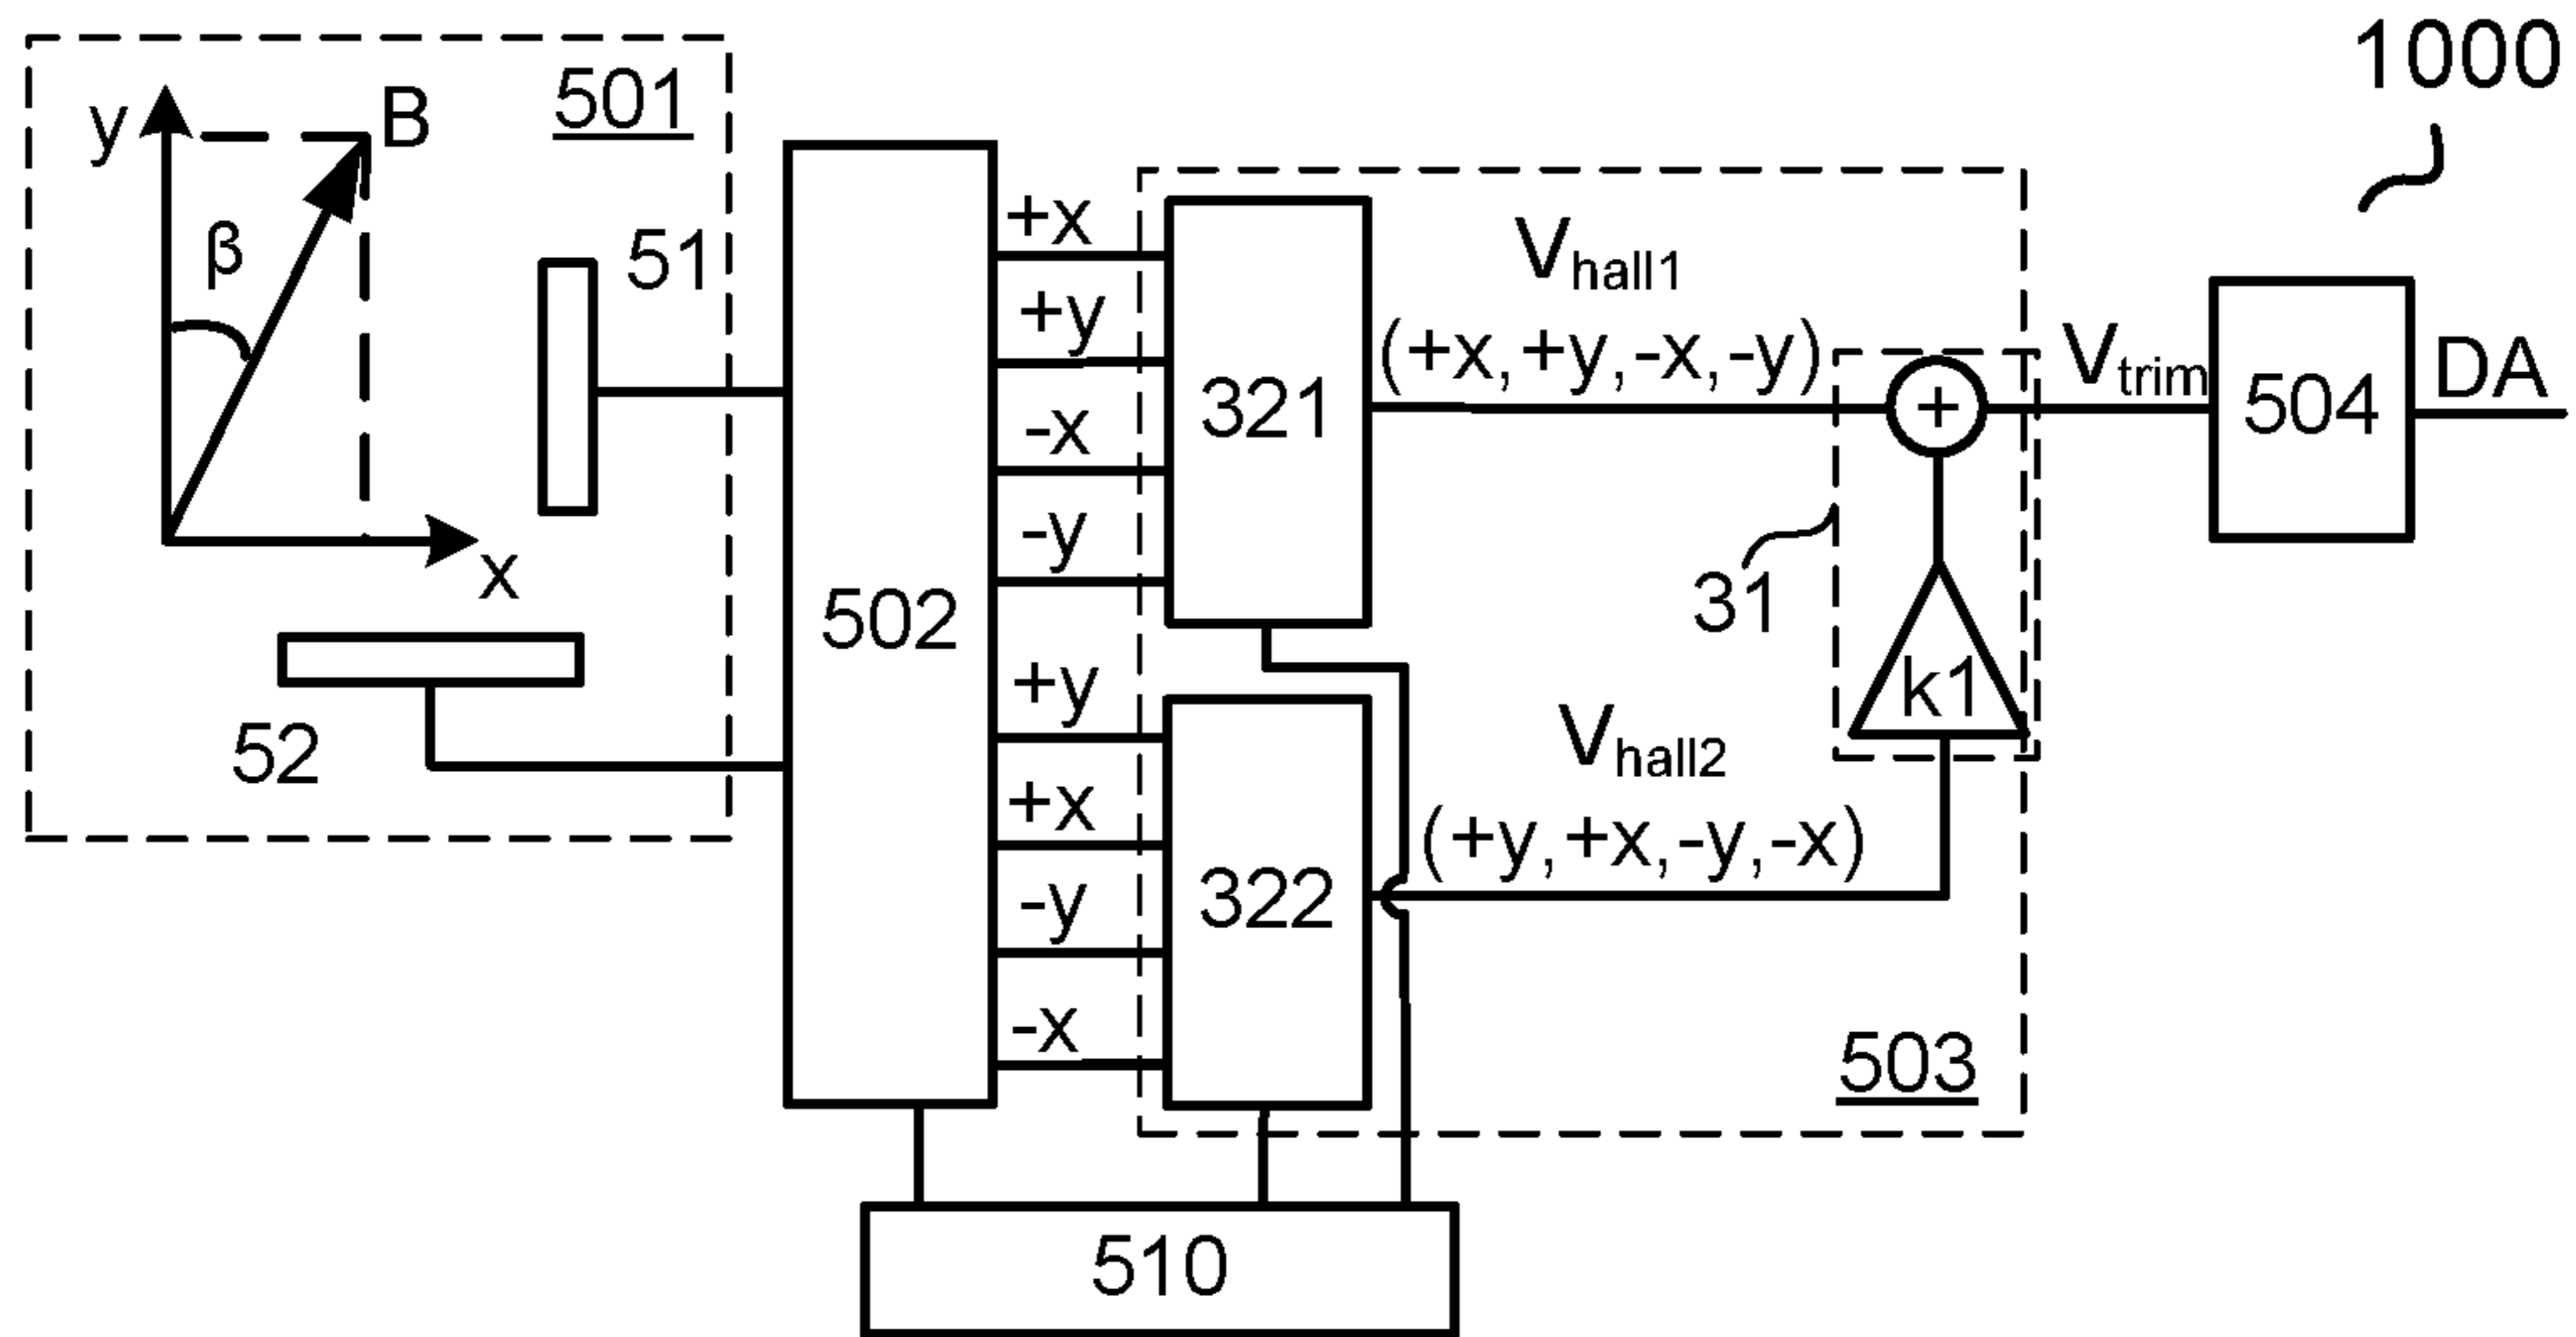 1000
501
y
B
β
51
x
52
502
+x
+y
-x
-y
+y
+x
-y
-x
321
322
V hall1
(+x,+y,-x,-y)
31
k1
V hall2
(+y,+x,-y,-x)
+
V trim
504
DA
503
510